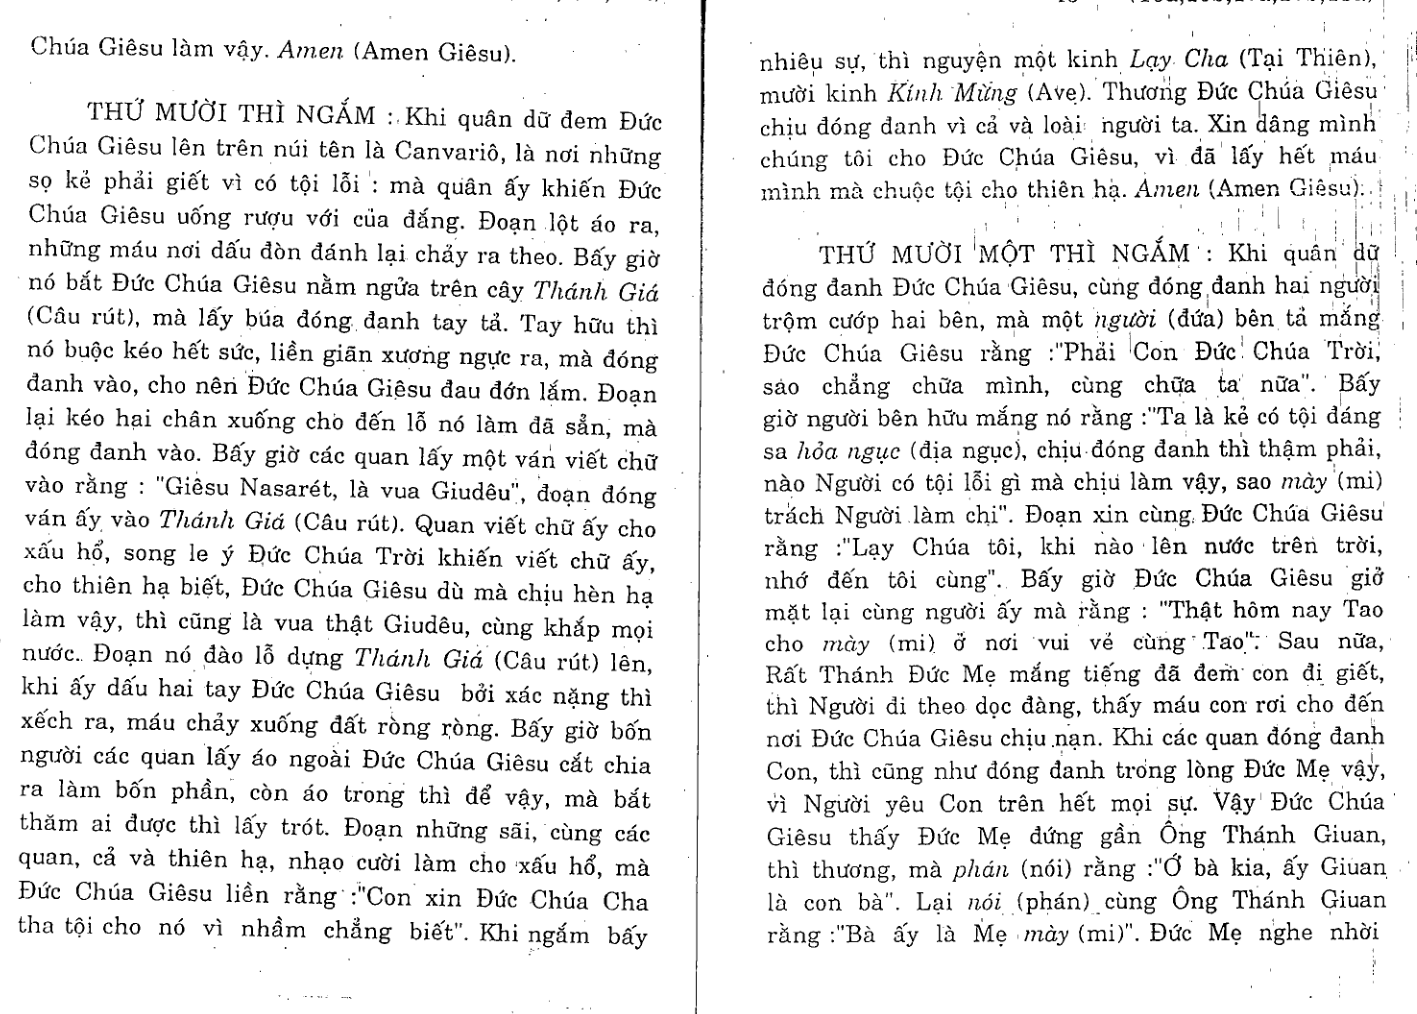 Chúa Giêsu làm vậy. Amen (Amen Giêsu).
THỨ MƯỜI THÌ NGẮM : Khi quân dữ đem Đức
Chúa Giêsu lên trên núi tên là Canvariô, là nơi những
sọ kẻ phải giết vì có tội lỗi : mà quân ấy khiến Đức
Chúa Giêsu uống rượu với của đắng. Đoạn lột áo ra,
những máu nơi dấu đòn đánh lại chảy ra theo. Bấy giờ
nó bắt Đức Chúa Giêsu nằm ngửa trên cây Thánh Giá
(Câu rút), mà lấy búa đóng đanh tay tả. Tay hữu thì
nó buộc kéo hết sức, liền giãn xương ngực ra, mà đóng
đanh vào, cho nên Đức Chúa Giêsu đau đớn lắm. Đoạn
lại kéo hai chân xuống cho đến lỗ nó làm đã sẳn, mà
đóng đanh vào. Bấy giờ các quan lấy một ván viết chữ
vào rằng : "Giêsu Nasarét, là vua Giudêu", đoạn đóng
ván ấy vào Thánh Giá (Câu rút). Quan viết chữ ấy cho
xấu hổ, song le ý Đức Chúa Trời khiến viết chữ ấy,
cho thiên hạ biết, Đức Chúa Giêsu dù mà chịu hèn hạ
làm vậy, thì cũng là vua thật Giudêu, cùng khắp mọi
nước. Đoạn nó đào lỗ dựng Thánh Giá (Câu rút) lên,
khi ấy dấu hai tay Đức Chúa Giêsu bởi xác nặng thì
xếch ra, máu chảy xuống đất ròng ròng. Bấy giờ bốn
người các quan lấy áo ngoài Đức Chúa Giêsu cắt chia
ra làm bốn phần, còn áo trong thì để vậy, mà bắt
thăm ai được thì lấy trót. Đoạn những sãi, cùng các
quan, cả và thiên hạ, nhạo cười làm cho xấu hổ, mà
Đức Chúa Giêsu liền rằng :"Con xin Đức Chúa Cha
tha tội cho nó vì nhầm chẳng biết". Khi ngắm bấy
nhiêu sự, thì nguyện một kinh Lạy Cha (Tại Thiên),
mười kinh Kính Mừng (Ave). Thương Đức Chúa Giêsu
chịu đóng đanh vì cả và loài người ta. Xin dâng mình
chúng tôi cho Đức Chúa Giêsu, vì đã lấy hết máu
mình mà chuộc tội cho thiên hạ. Amen (Amen Giêsu).
THỨ MƯỜI MỘT THÌ NGẮM : Khi quân dữ
đóng đanh Đức Chúa Giêsu, cùng đóng đanh hai người
trộm cướp hai bên, mà một người (đứa) bên tả mắng
Đức Chúa Giêsu rằng :"Phải Con Đức Chúa Trời,
sao chẳng chữa mình, cùng chữa ta nữa". Bấy
giờ người bên hữu mắng nó rằng :"Ta là kẻ có tội đáng
sa hỏa ngục (địa ngục), chịu đóng đanh thì thậm phải,
nào Người có tội lỗi gì mà chịu làm vậy, sao mày (mi)
trách Người làm chi". Đoạn xin cùng Đức Chúa Giêsu
rằng :"Lạy Chúa tôi, khi nào lên nước trên trời,
nhớ đến tôi cùng". Bấy giờ Đức Chúa Giêsu giở
mặt lại cùng người ấy mà rằng : "Thật hôm nay Tao
cho mày (mi) ở nơi vui vẻ cùng Tao". Sau nữa,
Rất Thánh Đức Mẹ mắng tiếng đã đem con đi giết,
thì Người đi theo dọc đàng, thấy máu con rơi cho đến
nơi Đức Chúa Giêsu chịu nạn. Khi các quan đóng đanh
Con, thì cũng như đóng đanh trong lòng Đức Mẹ vậy,
vì Người yêu Con trên hết mọi sự. Vậy Đức Chúa
Giêsu thấy Đức Mẹ đứng gần Ông Thánh Giuan,
thì thương, mà phán (nói) rằng :"Ớ bà kia, ấy Giuan
là con bà". Lại nói (phán) cùng Ông Thánh Giuan
rằng :"Bà ấy là Mẹ mày (mi)". Đức Mẹ nghe nhời